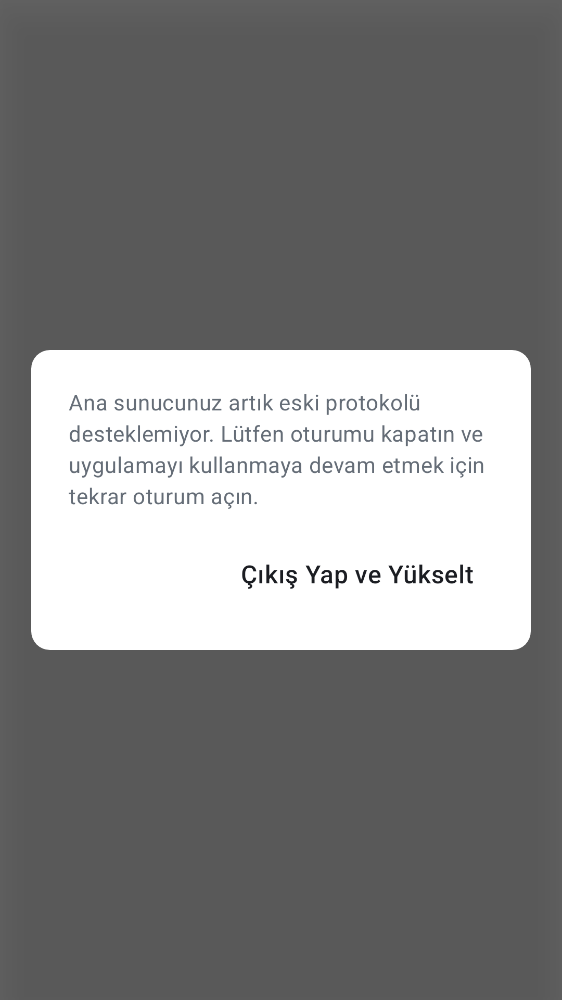 Ana sunucunuz artık eski protokolü
desteklemiyor. Lütfen oturumu kapatın ve
uygulamayı kullanmaya devam etmek için
tekrar oturum açın.
Çıkış Yap ve Yükselt